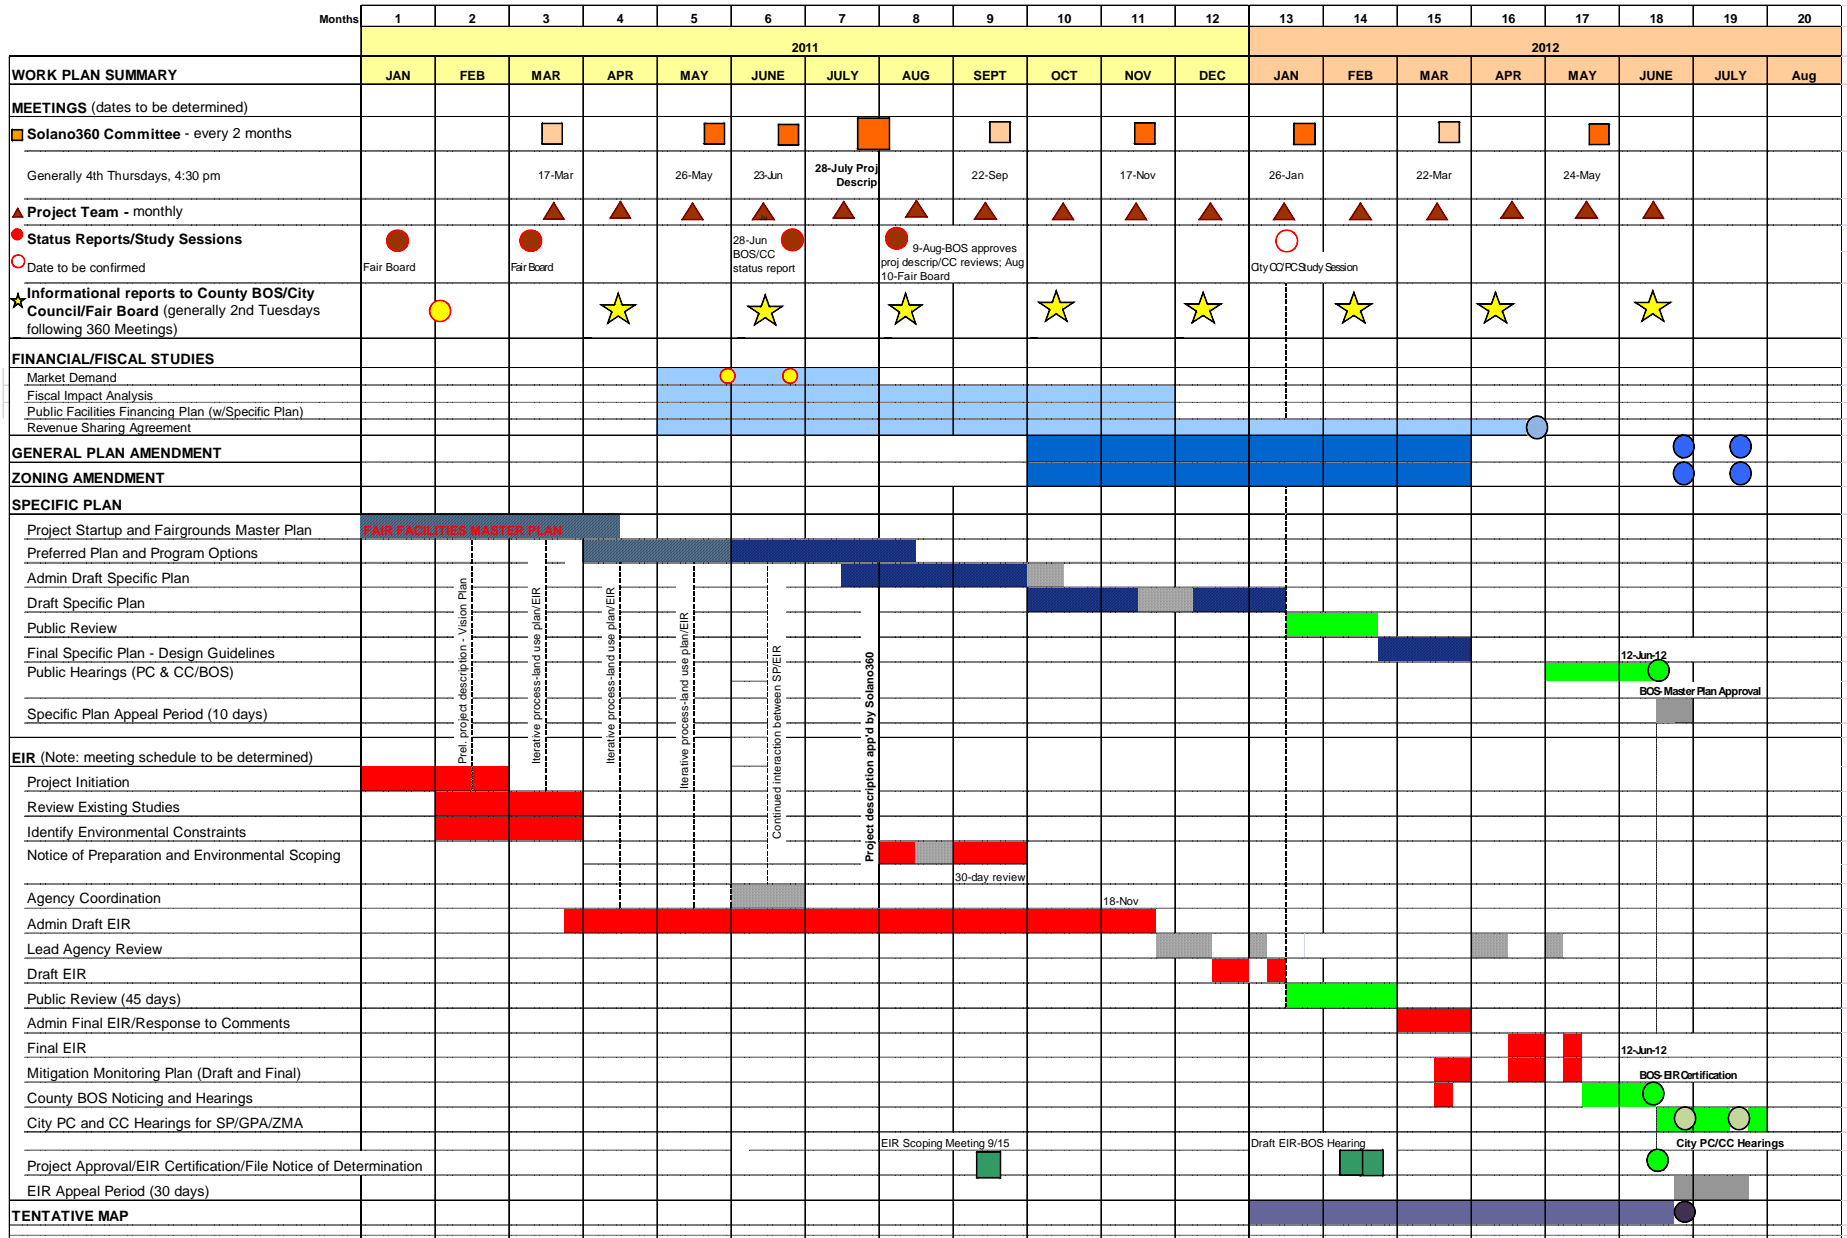 Months 1 2 3 4 5 6 7 8 9 10 11 12 13 14 15 16 17 18 19 20
2011 2012
WORK PLAN SUMMARY JAN FEB MAR APR MAY JUNE JULY AUG SEPT OCT NOV DEC JAN FEB MAR APR MAY JUNE JULY Aug
MEETINGS (dates to be determined)
Solano360 Committee - every 2 months
Generally 4th Thursdays, 4:30 pm 17-Mar 26-May 23-Jun 28-July Proj 22-Sep 17-Nov 26-Jan 22-Mar 24-May
Descrip
Project Team - monthly
Status Reports/Study Sessions
Date to be confirmed
Fair Board
Fair Board
28-Jun
BOS/CC
status report
9-Aug-BOS approves
proj descrip/CC reviews; Aug
10-Fair Board
City CC/PC Study Session
Informational reports to County BOS/City
Council/Fair Board (generally 2nd Tuesdays
following 360 Meetings)
FINANCIAL/FISCAL STUDIES
Market Demand
Fiscal Impact Analysis
Public Facilities Financing Plan (w/Specific Plan)
Revenue Sharing Agreement
GENERAL PLAN AMENDMENT
ZONING AMENDMENT
SPECIFIC PLAN
Project Startup and Fairgrounds Master Plan FAIR FACILITIES MASTER PLAN
Preferred Plan and Program Options
Admin Draft Specific Plan
Draft Specific Plan
Public Review
Final Specific Plan - Design Guidelines 12-Jun-12
Public Hearings (PC & CC/BOS)
BOS-Master Plan Approval
Specific Plan Appeal Period (10 days)
Prel. project description - Vision Plan
Iterative process-land use plan/EIR
Iterative process-land use plan/EIR
Iterative process-land use plan/EIR
Continued interaction between SP/EIR
Project description app'd by Solano360
EIR (Note: meeting schedule to be determined)
Project Initiation
Review Existing Studies
Identify Environmental Constraints
Notice of Preparation and Environmental Scoping
30-day review
Agency Coordination 18-Nov
Admin Draft EIR
Lead Agency Review
Draft EIR
Public Review (45 days)
Admin Final EIR/Response to Comments
Final EIR 12-Jun-12
Mitigation Monitoring Plan (Draft and Final) BOS-EIR Certification
County BOS Noticing and Hearings
City PC and CC Hearings for SP/GPA/ZMA
EIR Scoping Meeting 9/15 Draft EIR-BOS Hearing City PC/CC Hearings
Project Approval/EIR Certification/File Notice of Determination
EIR Appeal Period (30 days)
TENTATIVE MAP